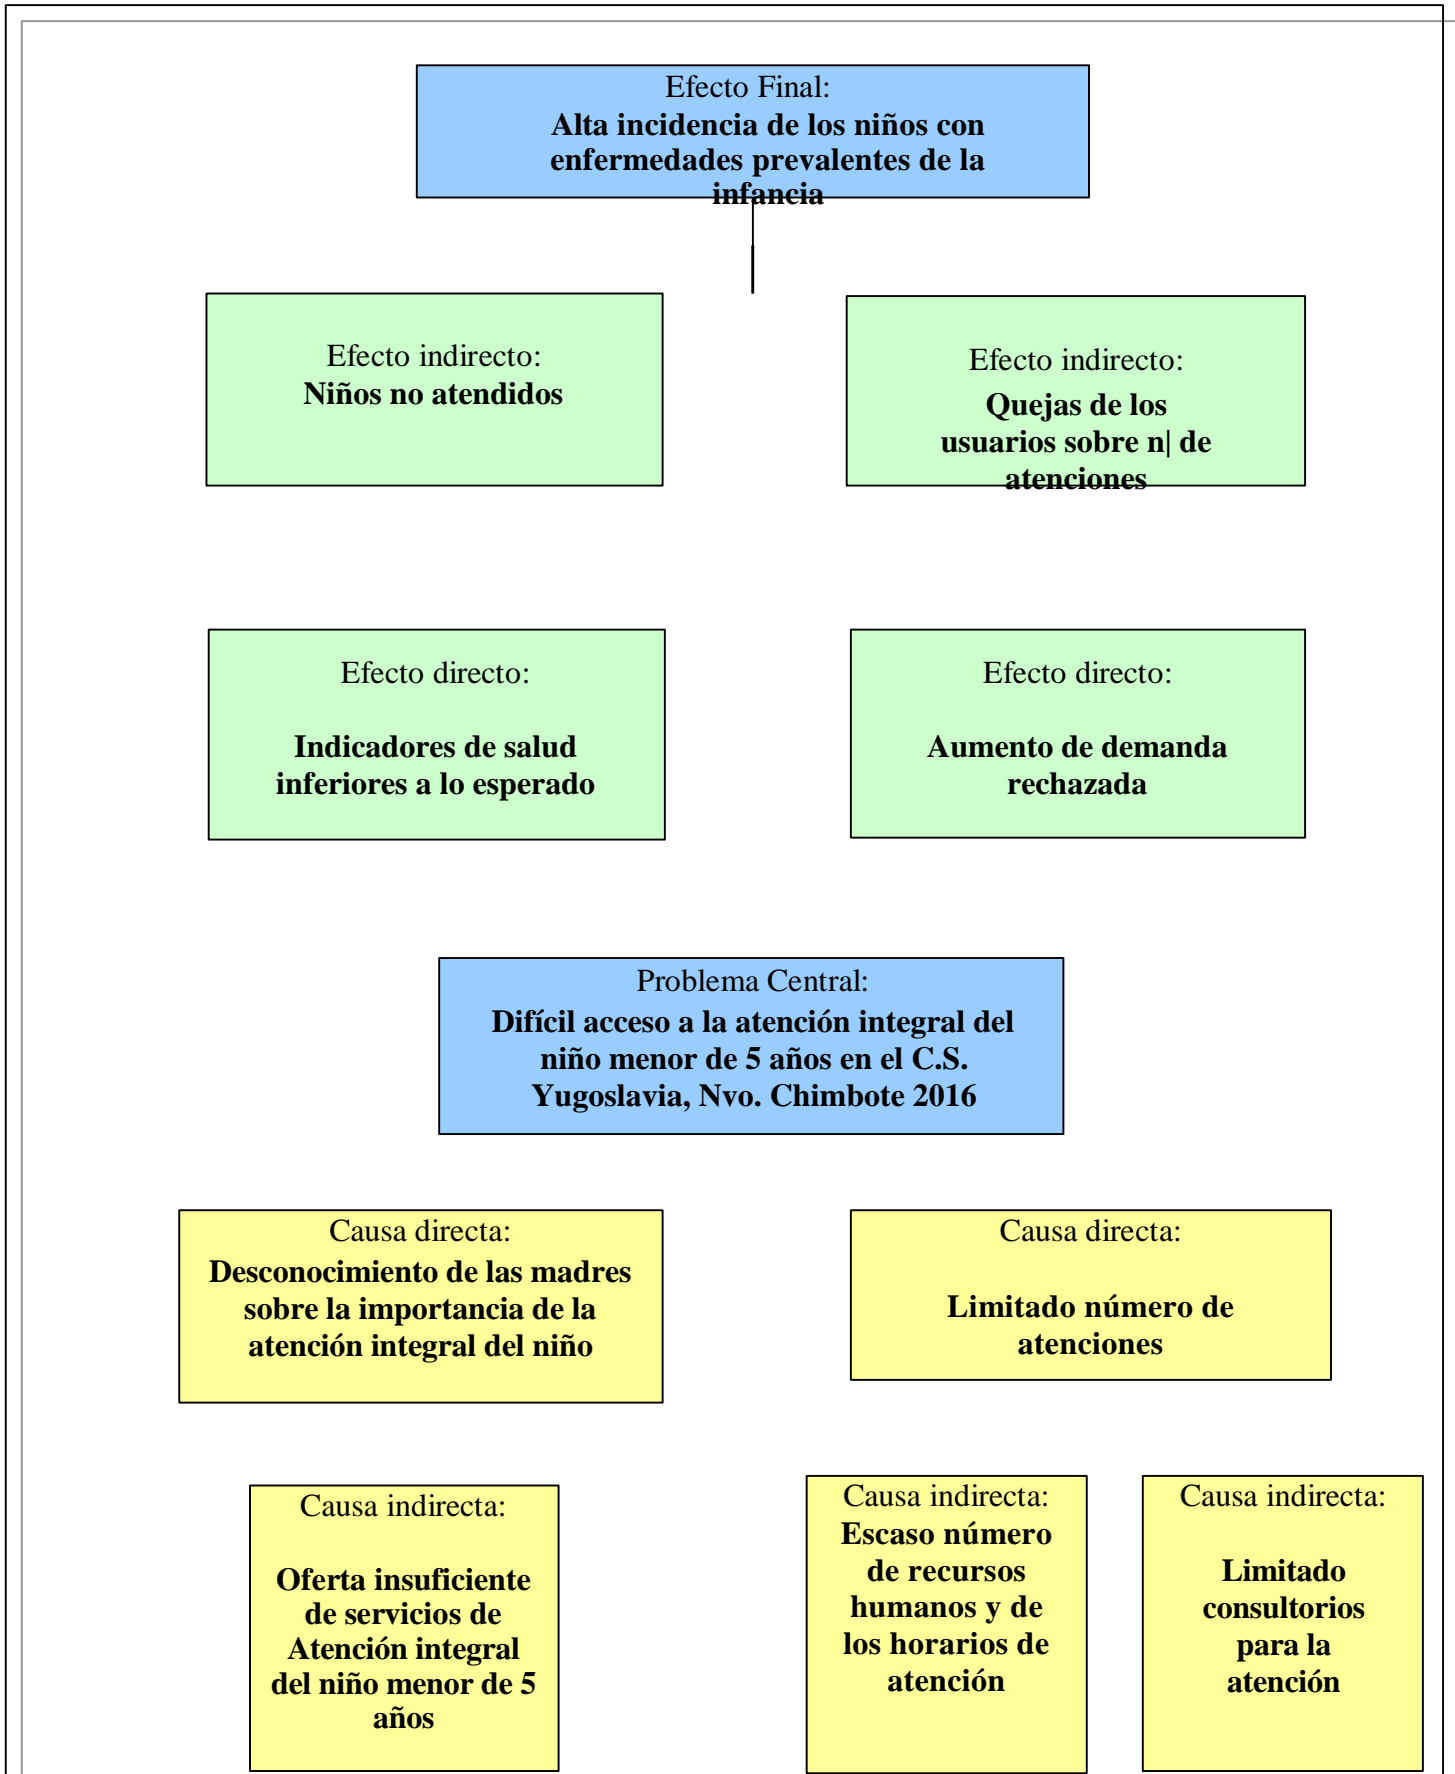 Efecto Final:
Alta incidencia de los niños con
enfermedades prevalentes de la
infancia
Efecto indirecto:
Niños no atendidos
Efecto indirecto:
Quejas de los
usuarios sobre n| de
atenciones
Efecto directo:
Indicadores de salud
inferiores a lo esperado
Efecto directo:
Aumento de demanda
rechazada
Problema Central:
Difícil acceso a la atención integral del
niño menor de 5 años en el C.S.
Yugoslavia, Nvo. Chimbote 2016
Causa directa:
Desconocimiento de las madres
sobre la importancia de la
atención integral del niño
Causa directa:
Limitado número de
atenciones
Causa indirecta:
Oferta insuficiente
de servicios de
Atención integral
del niño menor de 5
años
Causa indirecta:
Escaso número
de recursos
humanos y de
los horarios de
atención
Causa indirecta:
Limitado
consultorios
para la
atención